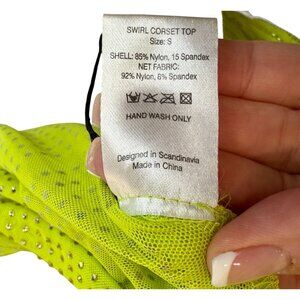 SWIRL CORSET TOP
Size: S
SHELL: 85% Nylon, 15 Spandex
NET FABRIC:
92% Nylon, 8% Spandex
HAND WASH ONLY
Designed in Scandinavia
Made in China